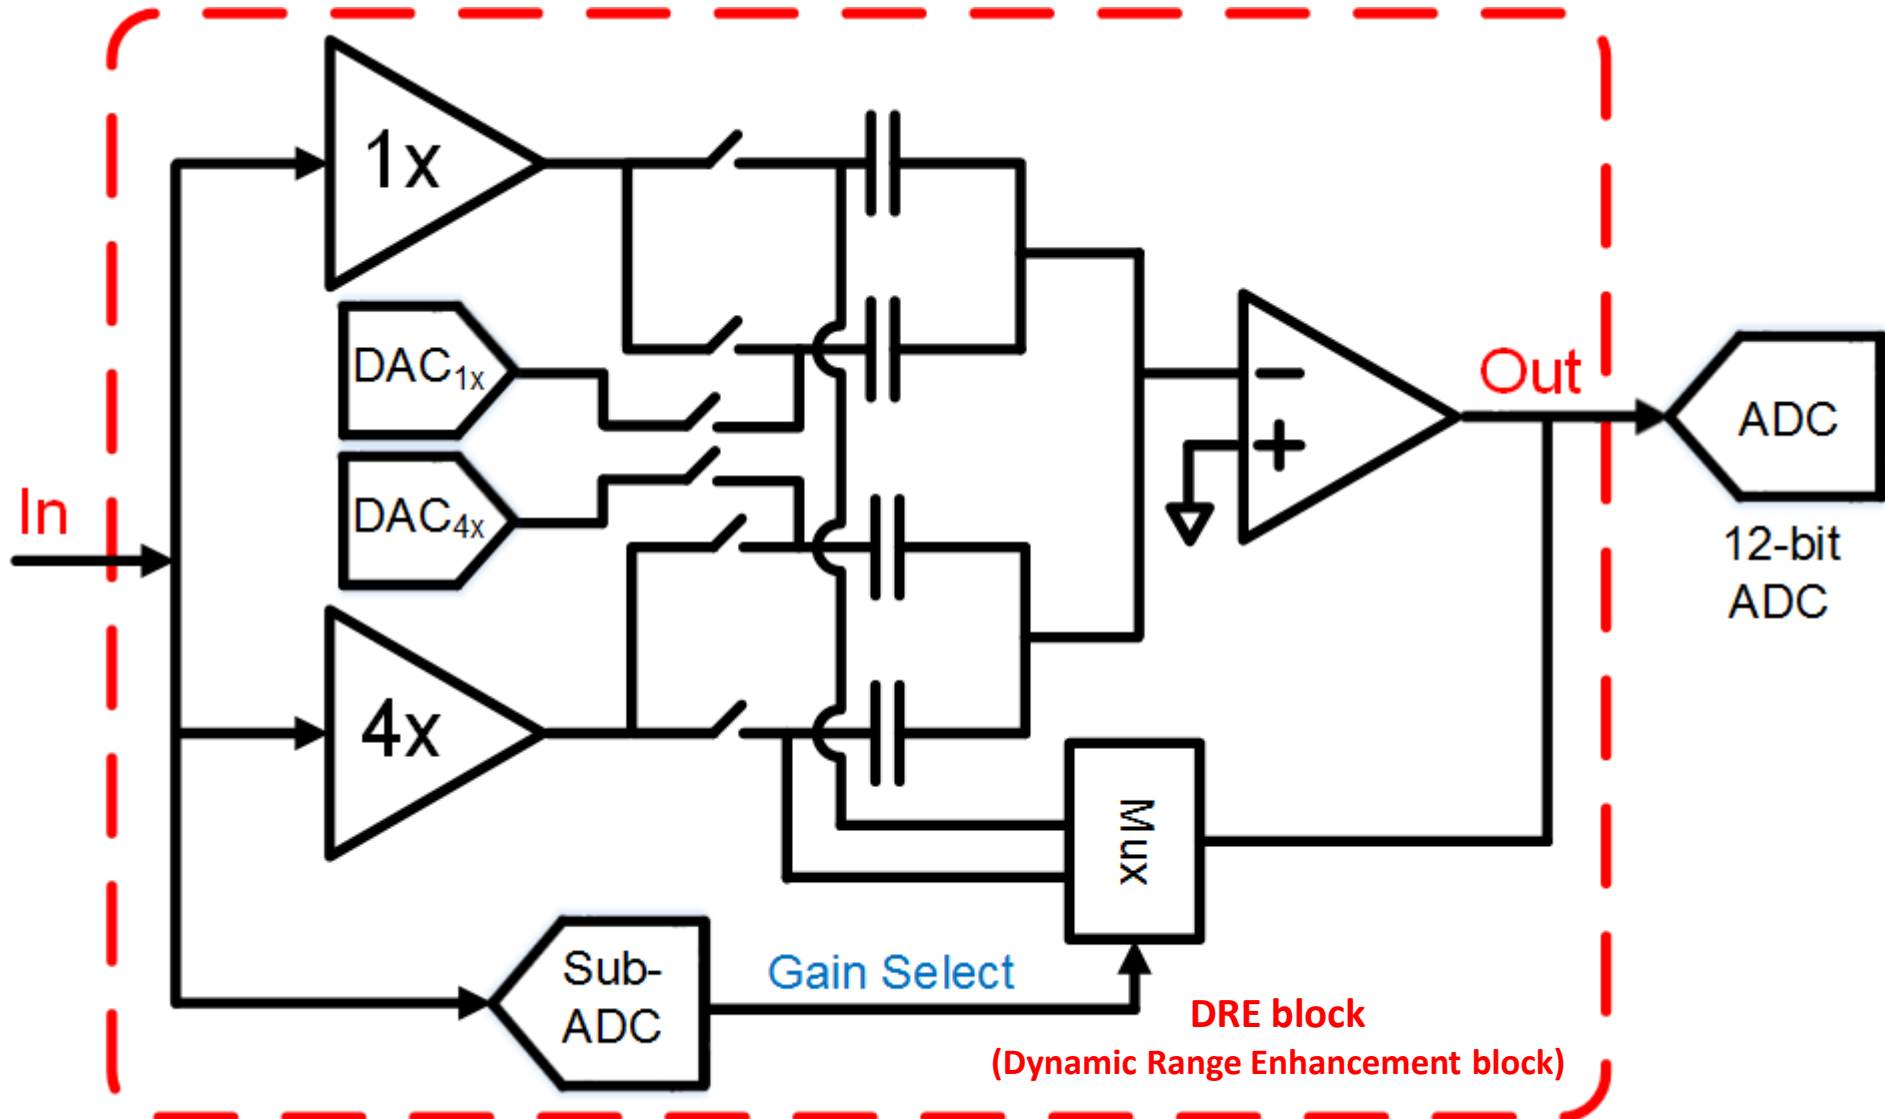 1x
DAC1x
Out
ADC
DAC4x
In
12-bit
ADC
4x
Mux
Sub-
ADC
Gain Select
DRE block
(Dynamic Range Enhancement block)